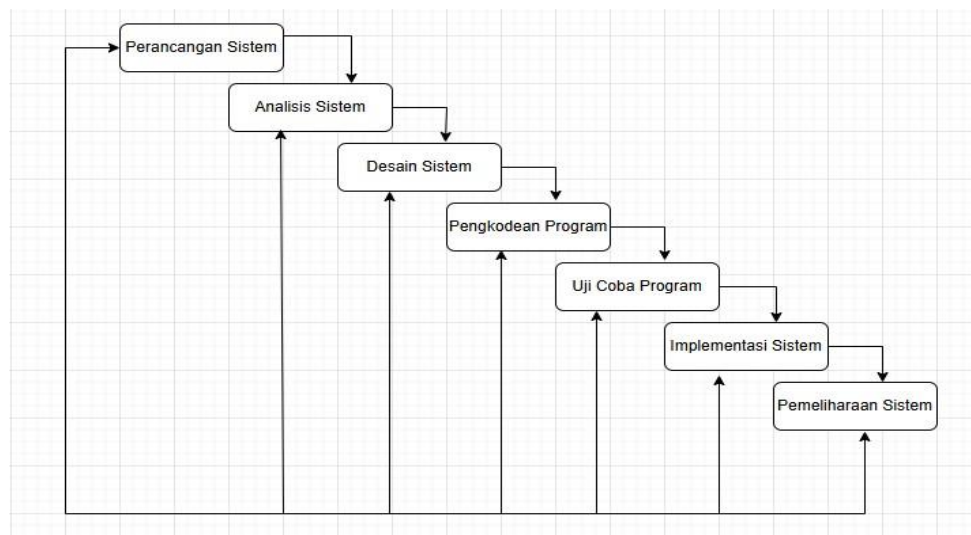 Perancangan Sistem
Analisis Sistem
Desain Sistem
Pengkodean Program
Uji Coba Program
Implementasi Sistem
Pemeliharaan Sistem